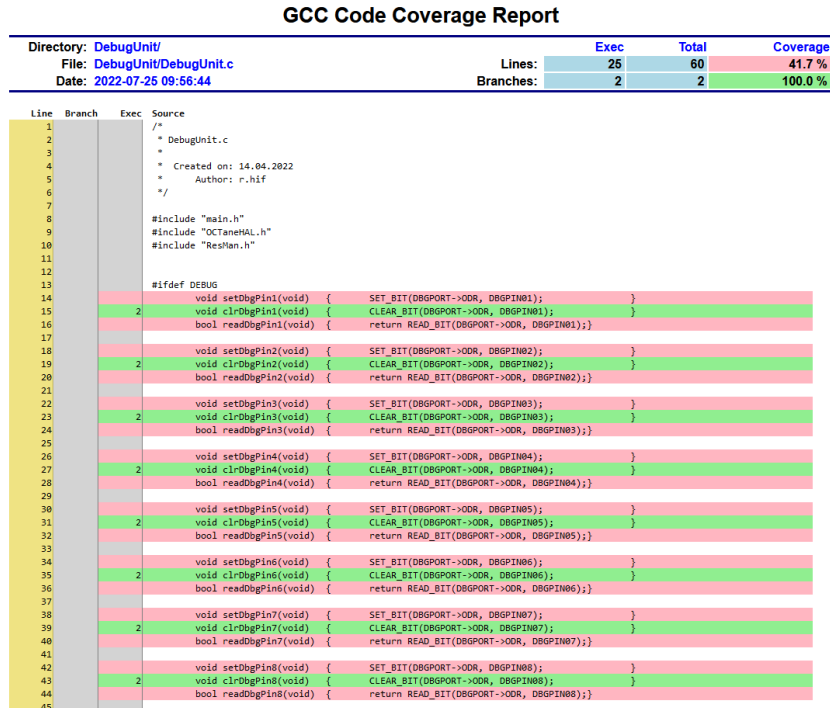 GCC Code Coverage Report
Directory: DebugUnit/ Exec Total Coverage
File: DebugUnit/DebugUnit.c Lines: 25 60 41.7 %
Date: 2022-07-25 09:56:44 Branches: 2 2 100.0 %
Line Branch Exec Source
1 /*
2 * DebugUnit.c
3 *
4 * Created on: 14.04.2022
5 * Author: r.hif
6 */
7
8 #include "main.h"
9 #include "OCTaneHAL.h"
10 #include "ResMan.h"
11
12
13 #ifdef DEBUG
14 void setDbgPin1(void) { SET_BIT(DBGPORT->ODR, DBGPIN01); }
15 2 void clrDbgPin1(void) { CLEAR_BIT(DBGPORT->ODR, DBGPIN01); }
16 bool readDbgPin1(void) { return READ_BIT(DBGPORT->ODR, DBGPIN01);}
17
18 void setDbgPin2(void) { SET_BIT(DBGPORT->ODR, DBGPIN02); }
19 2 void clrDbgPin2(void) { CLEAR_BIT(DBGPORT->ODR, DBGPIN02); }
20 bool readDbgPin2(void) { return READ_BIT(DBGPORT->ODR, DBGPIN02);}
21
22 void setDbgPin3(void) { SET_BIT(DBGPORT->ODR, DBGPIN03); }
23 2 void clrDbgPin3(void) { CLEAR_BIT(DBGPORT->ODR, DBGPIN03); }
24 bool readDbgPin3(void) { return READ_BIT(DBGPORT->ODR, DBGPIN03);}
25
26 void setDbgPin4(void) { SET_BIT(DBGPORT->ODR, DBGPIN04); }
27 2 void clrDbgPin4(void) { CLEAR_BIT(DBGPORT->ODR, DBGPIN04); }
28 bool readDbgPin4(void) { return READ_BIT(DBGPORT->ODR, DBGPIN04);}
29
30 void setDbgPin5(void) { SET_BIT(DBGPORT->ODR, DBGPIN05); }
31 2 void clrDbgPin5(void) { CLEAR_BIT(DBGPORT->ODR, DBGPIN05); }
32 bool readDbgPin5(void) { return READ_BIT(DBGPORT->ODR, DBGPIN05);}
33
34 void setDbgPin6(void) { SET_BIT(DBGPORT->ODR, DBGPIN06); }
35 2 void clrDbgPin6(void) { CLEAR_BIT(DBGPORT->ODR, DBGPIN06); }
36 bool readDbgPin6(void) { return READ_BIT(DBGPORT->ODR, DBGPIN06);}
37
38 void setDbgPin7(void) { SET_BIT(DBGPORT->ODR, DBGPIN07); }
39 2 void clrDbgPin7(void) { CLEAR_BIT(DBGPORT->ODR, DBGPIN07); }
40 bool readDbgPin7(void) { return READ_BIT(DBGPORT->ODR, DBGPIN07);}
41
42 void setDbgPin8(void) { SET_BIT(DBGPORT->ODR, DBGPIN08); }
43 2 void clrDbgPin8(void) { CLEAR_BIT(DBGPORT->ODR, DBGPIN08); }
44 bool readDbgPin8(void) { return READ_BIT(DBGPORT->ODR, DBGPIN08);}
45